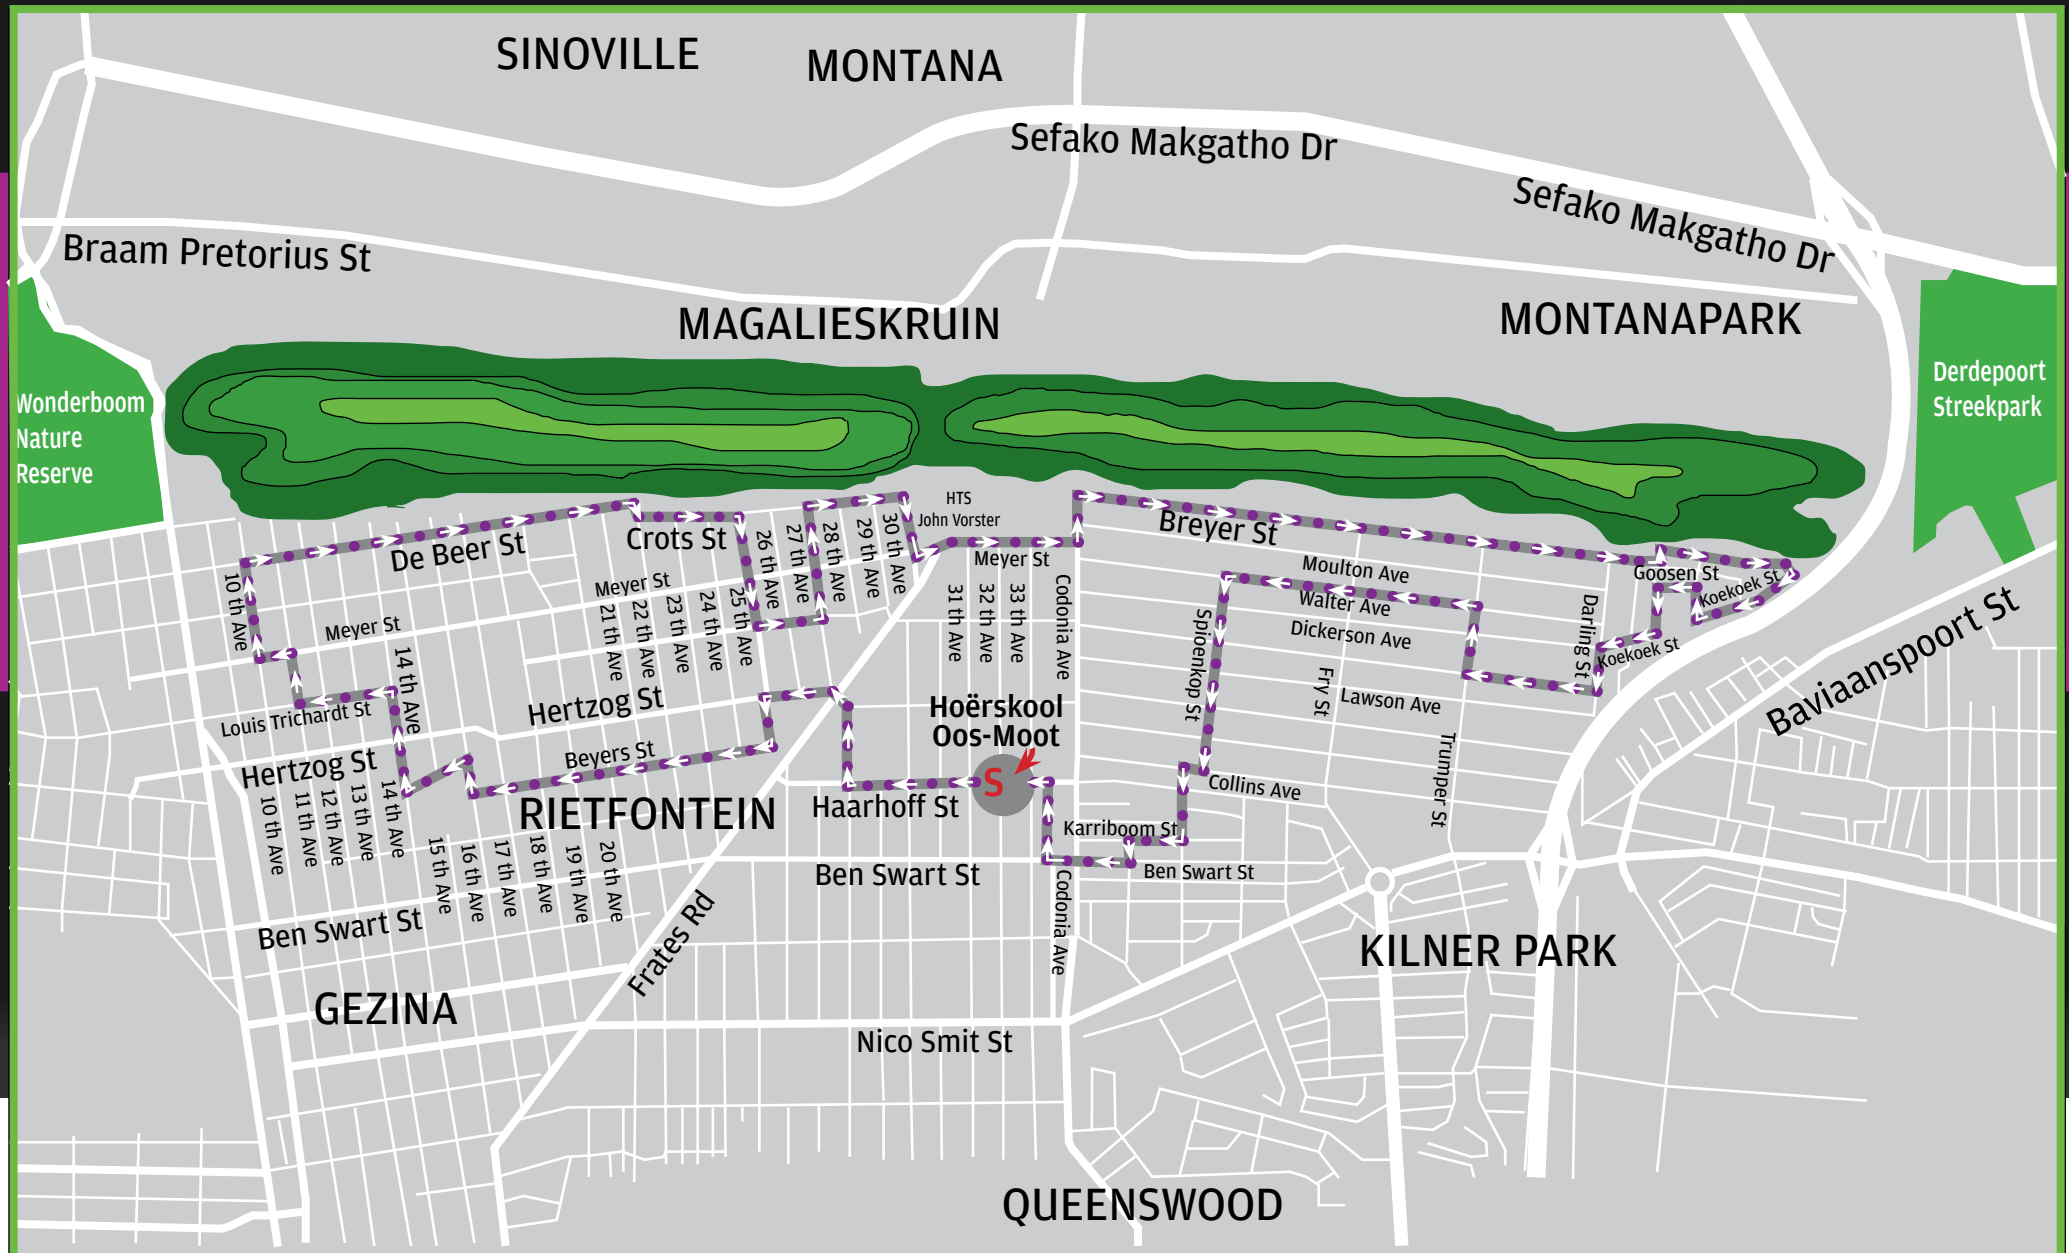 SINOVILLE
MONTANA
Sefako Makgatho Dr
Sefako Makgatho Dr
Braam Pretorius St
MAGALIESKRUIN
MONTANAPARK
Wonderboom
Nature
Reserve
Derdepoort
Streekpark
HTS
John Vorster
De Beer St
Crots St
Breyer St
Meyer St
Meyer St
Meyer St
10 th Ave
14 th Ave
21 th Ave
22 th Ave
23 th Ave
24 th Ave
25 th Ave
26 th Ave
27 th Ave
28 th Ave
29 th Ave
30 th Ave
31 th Ave
32 th Ave
33 th Ave
Codonia Ave
Moulton Ave
Walter Ave
Dickerson Ave
Goosen St
Koekoek St
Koekoek St
Darling St
Spioenkop St
Fry St
Lawson Ave
Trumper St
Baviaanspoort St
Louis Trichardt St
Hertzog St
Hertzog St
Beyers St
Hoërskool
Oos-Moot
S
Collins Ave
RIETFONTEIN
Haarhoff St
Karriboom St
Ben Swart St
Ben Swart St
Ben Swart St
10 th Ave
11 th Ave
12 th Ave
13 th Ave
14 th Ave
15 th Ave
16 th Ave
17 th Ave
18 th Ave
19 th Ave
20 th Ave
Codonia Ave
Frates Rd
KILNER PARK
GEZINA
Nico Smit St
QUEENSWOOD